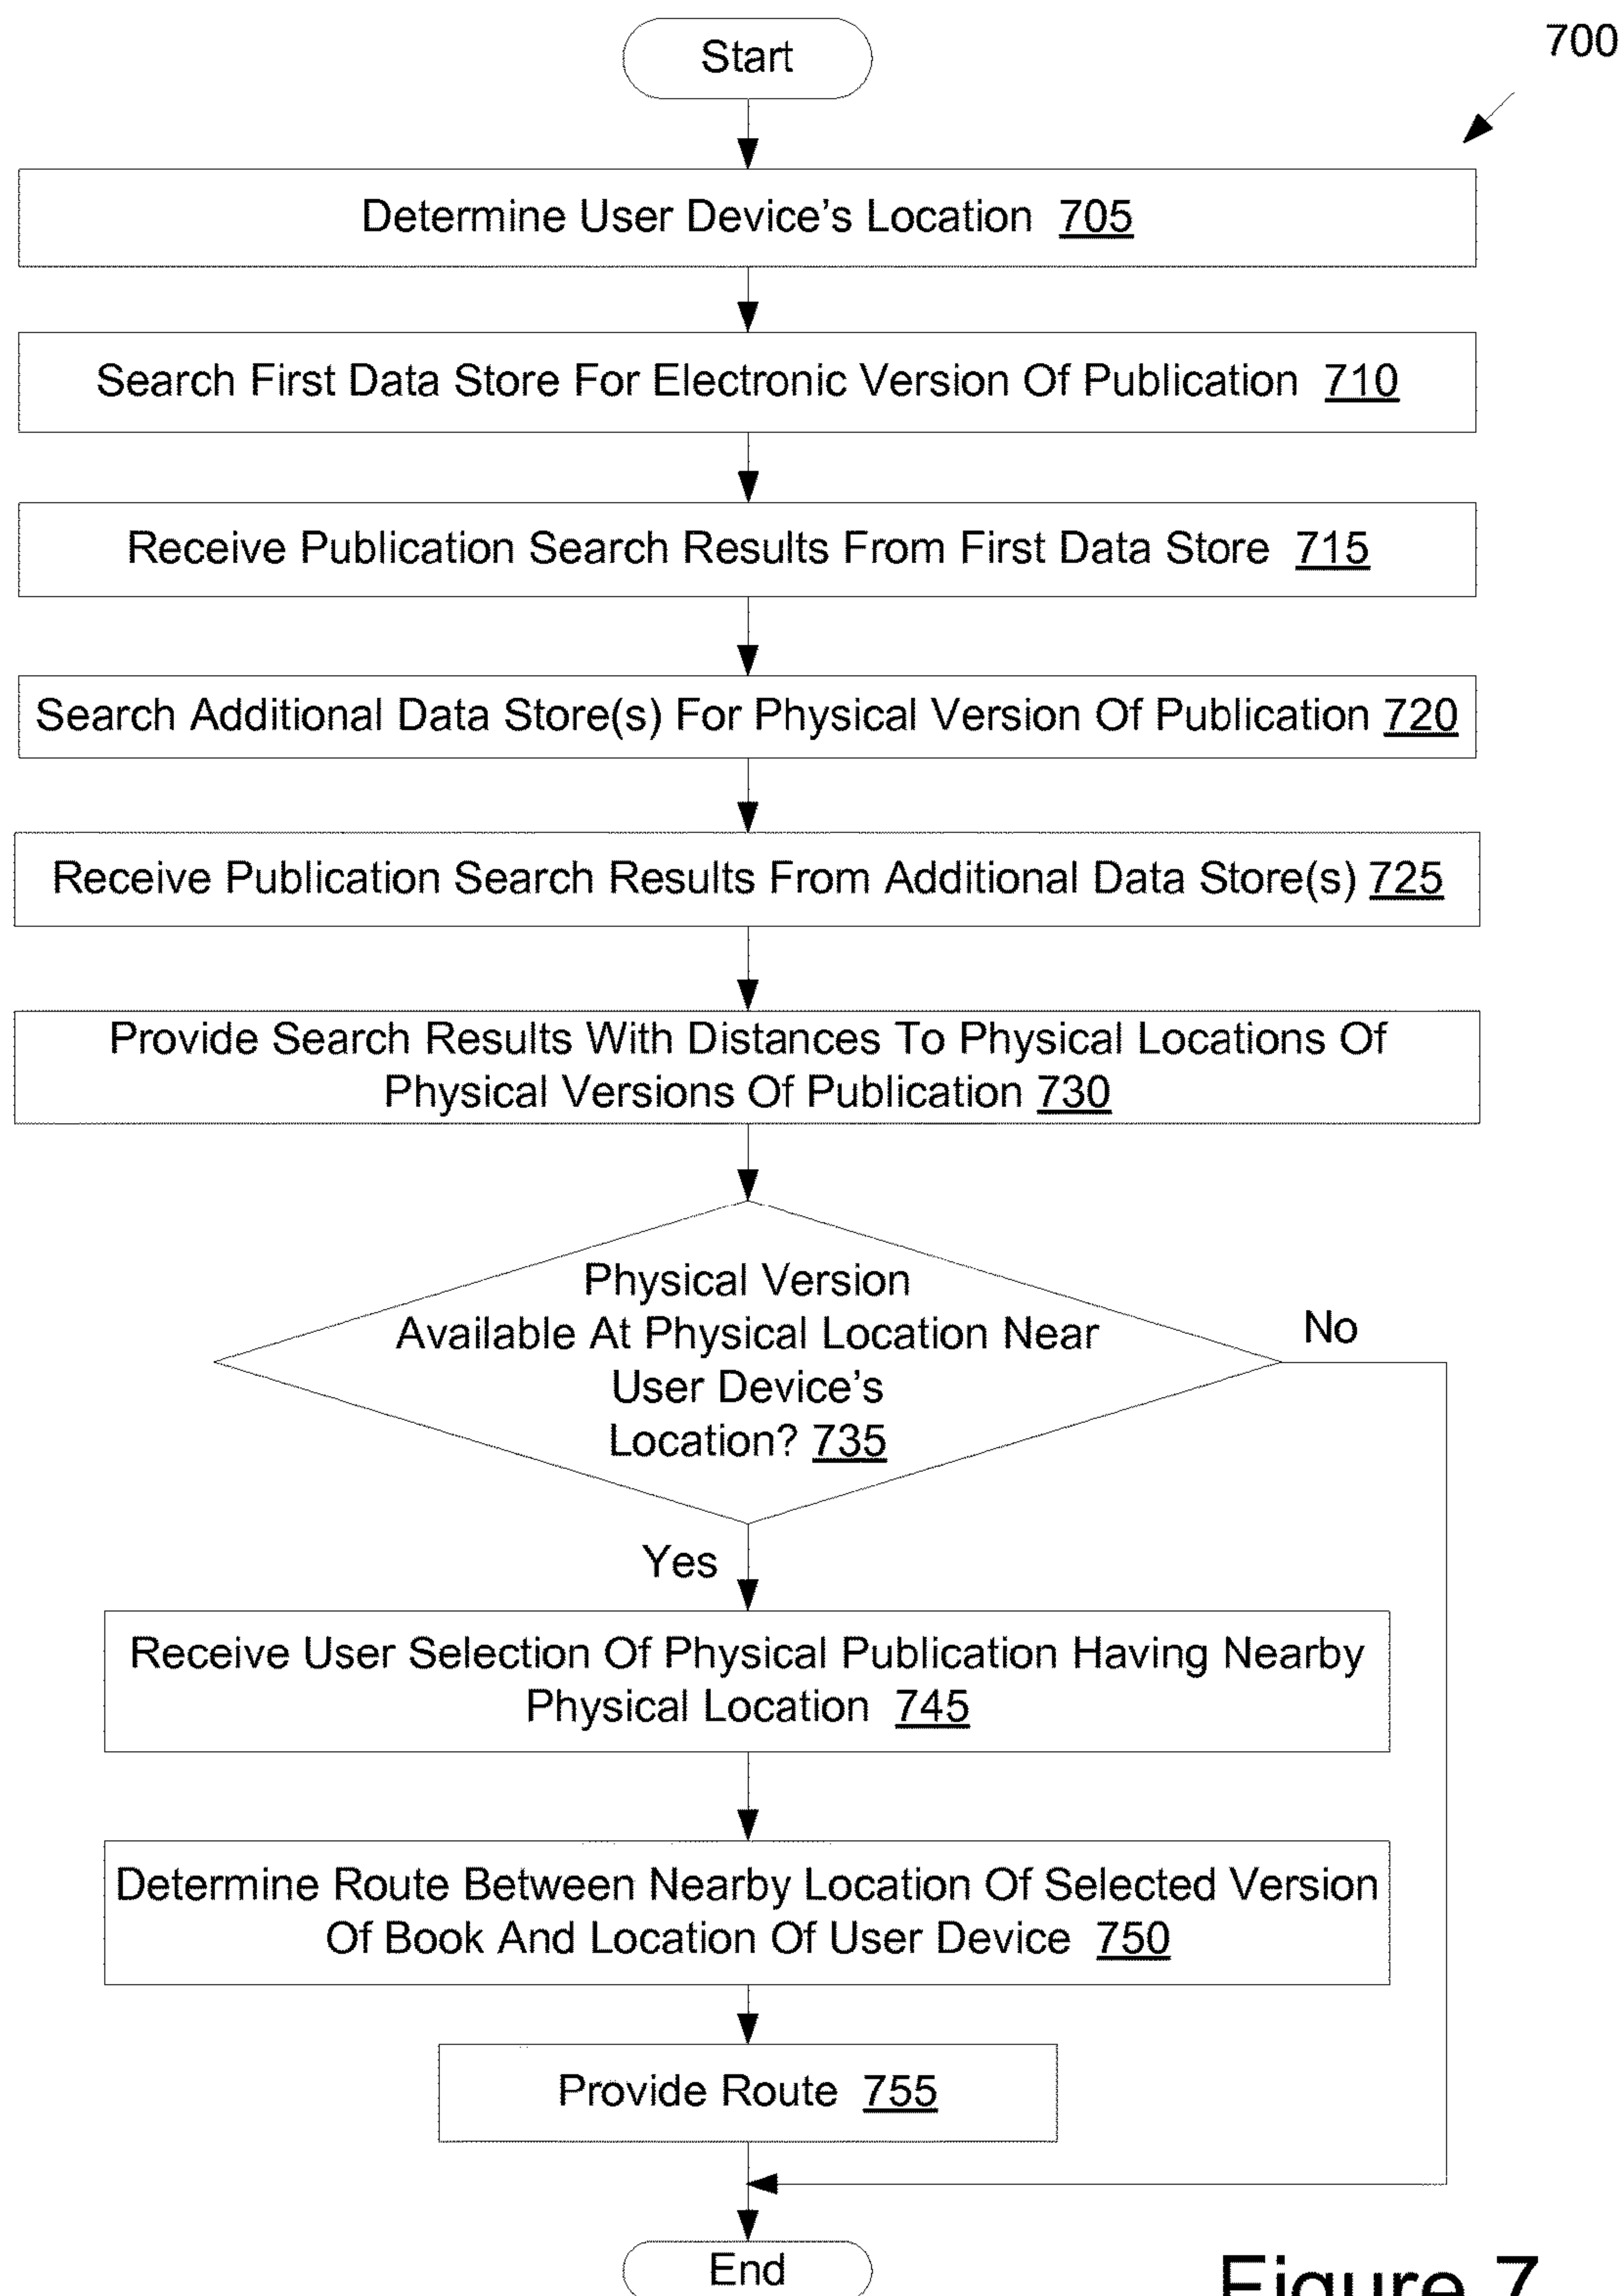 Start
700
Determine User Device's Location 705
Search First Data Store For Electronic Version Of Publication 710
Receive Publication Search Results From First Data Store 715
Search Additional Data Store(s) For Physical Version Of Publication 720
Receive Publication Search Results From Additional Data Store(s) 725
Provide Search Results With Distances To Physical Locations Of
Physical Versions Of Publication 730
Physical Version
Available At Physical Location Near
User Device's
Location? 735
No
Yes
Receive User Selection Of Physical Publication Having Nearby
Physical Location 745
Determine Route Between Nearby Location Of Selected Version
Of Book And Location Of User Device 750
Provide Route 755
End
Figure 7